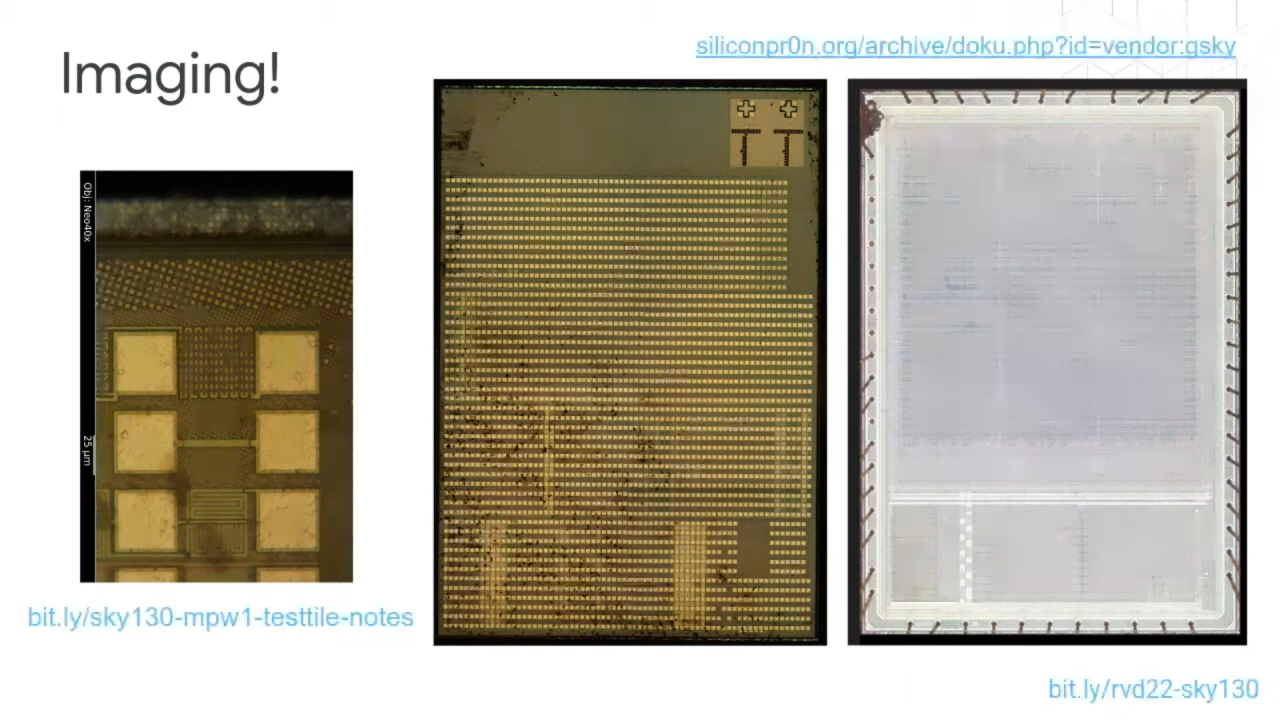 siliconpr0n.org/archive/doku.php?id=vendor:gsky
Imaging!
Obj: Neo40x
25 µm
bit.ly/sky130-mpw1-testtile-notes
bit.ly/rvd22-sky130